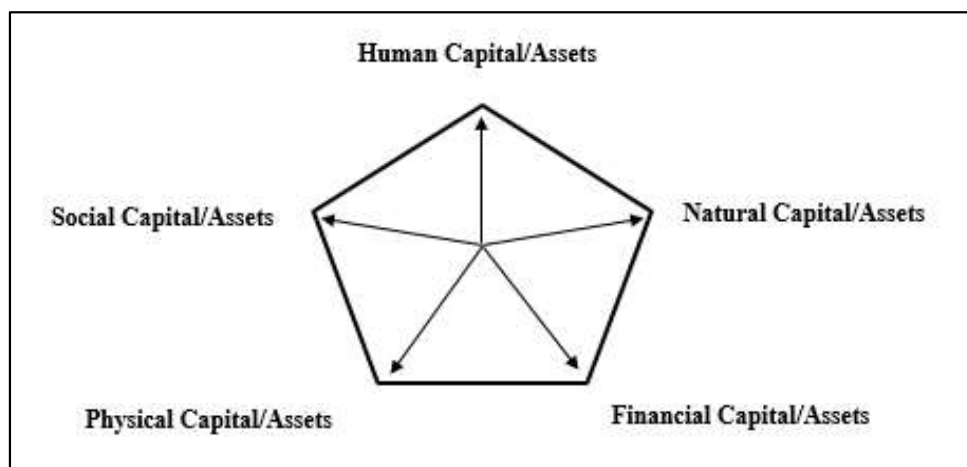 Human Capital/Assets
Social Capital/Assets
Natural Capital/Assets
Physical Capital/Assets
Financial Capital/Assets